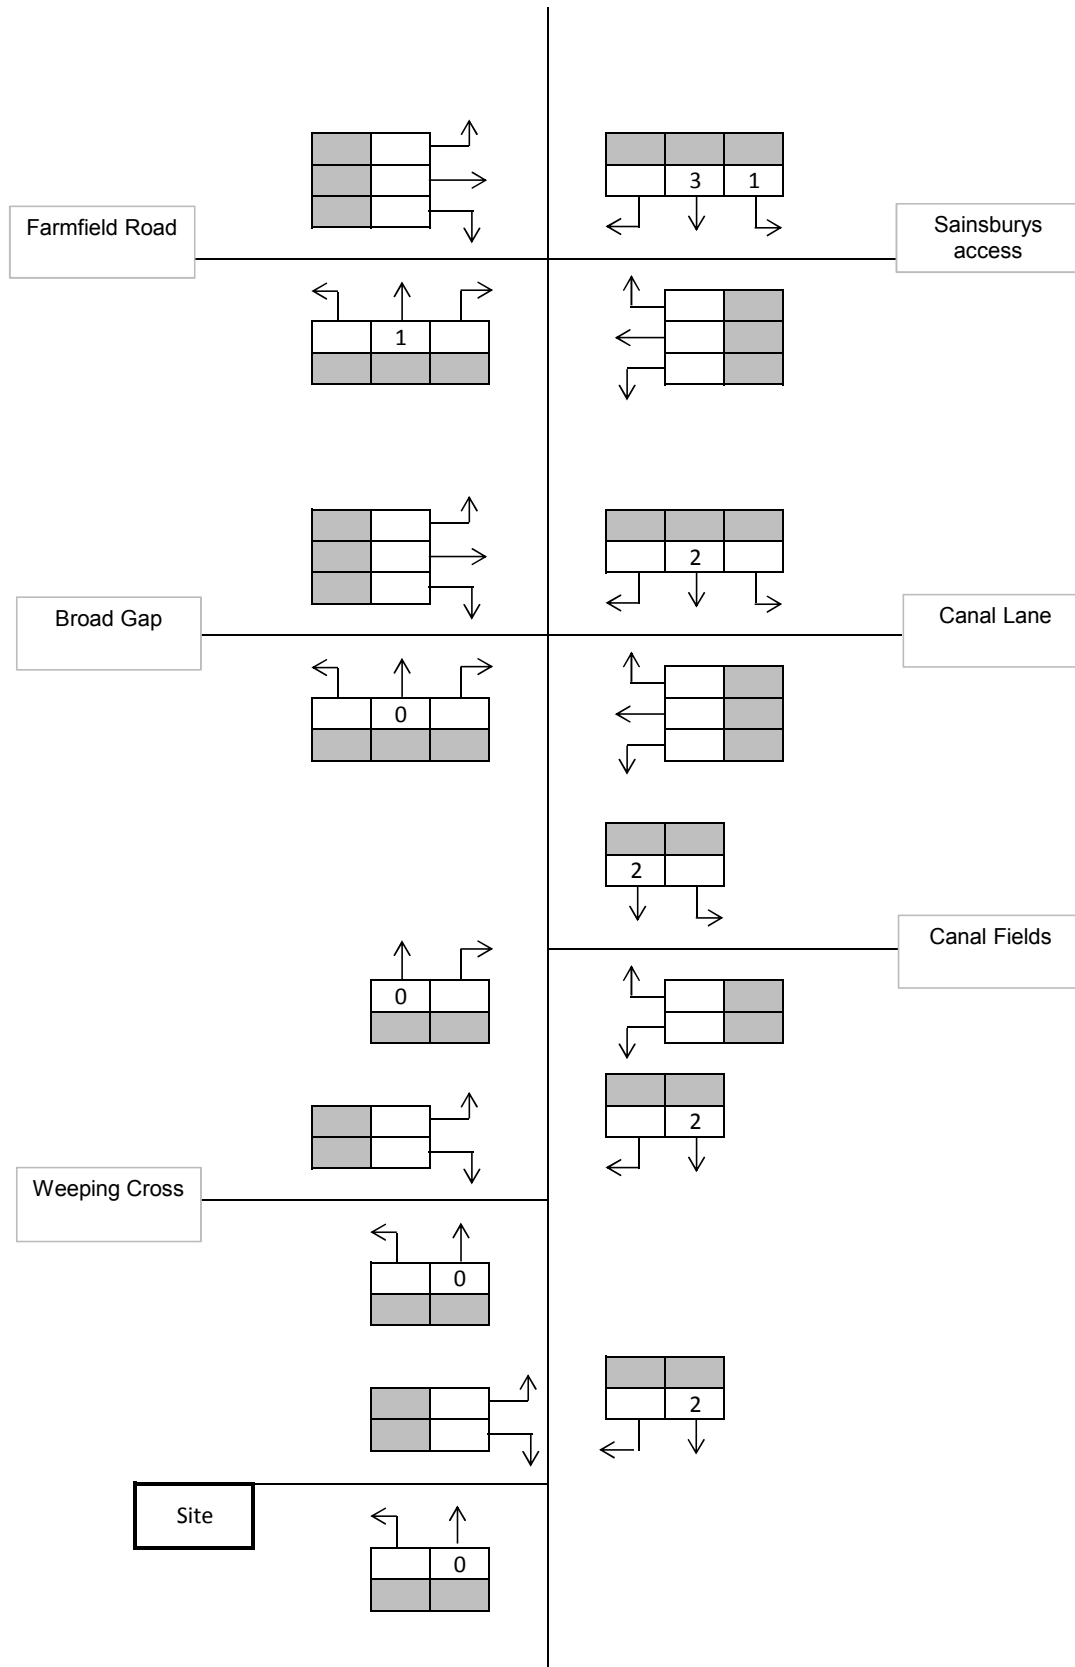 3 1
Farmfield Road
Sainsburys
access
1
2
Broad Gap
Canal Lane
0
2
Canal Fields
0
2
Weeping Cross
0
2
Site
0